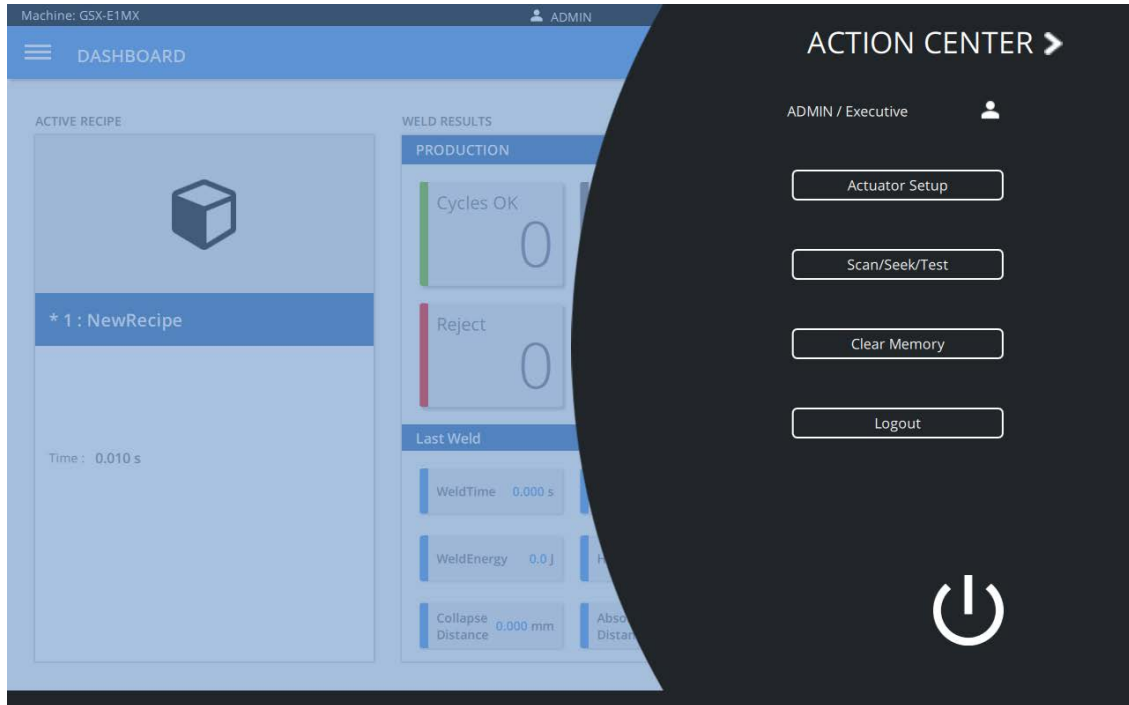 Machine: GSX-E1MX
ADMIN
DASHBOARD
ACTION CENTER
ADMIN / Executive
Actuator Setup
Scan/Seek/Test
Clear Memory
Logout
ACTIVE RECIPE
* 1 : NewRecipe
Time : 0.010 s
WELD RESULTS
PRODUCTION
Cycles OK
0
Reject
0
Last Weld
WeldTime 0.000 s
WeldEnergy 0.0 J
Collapse
Distance 0.000 mm